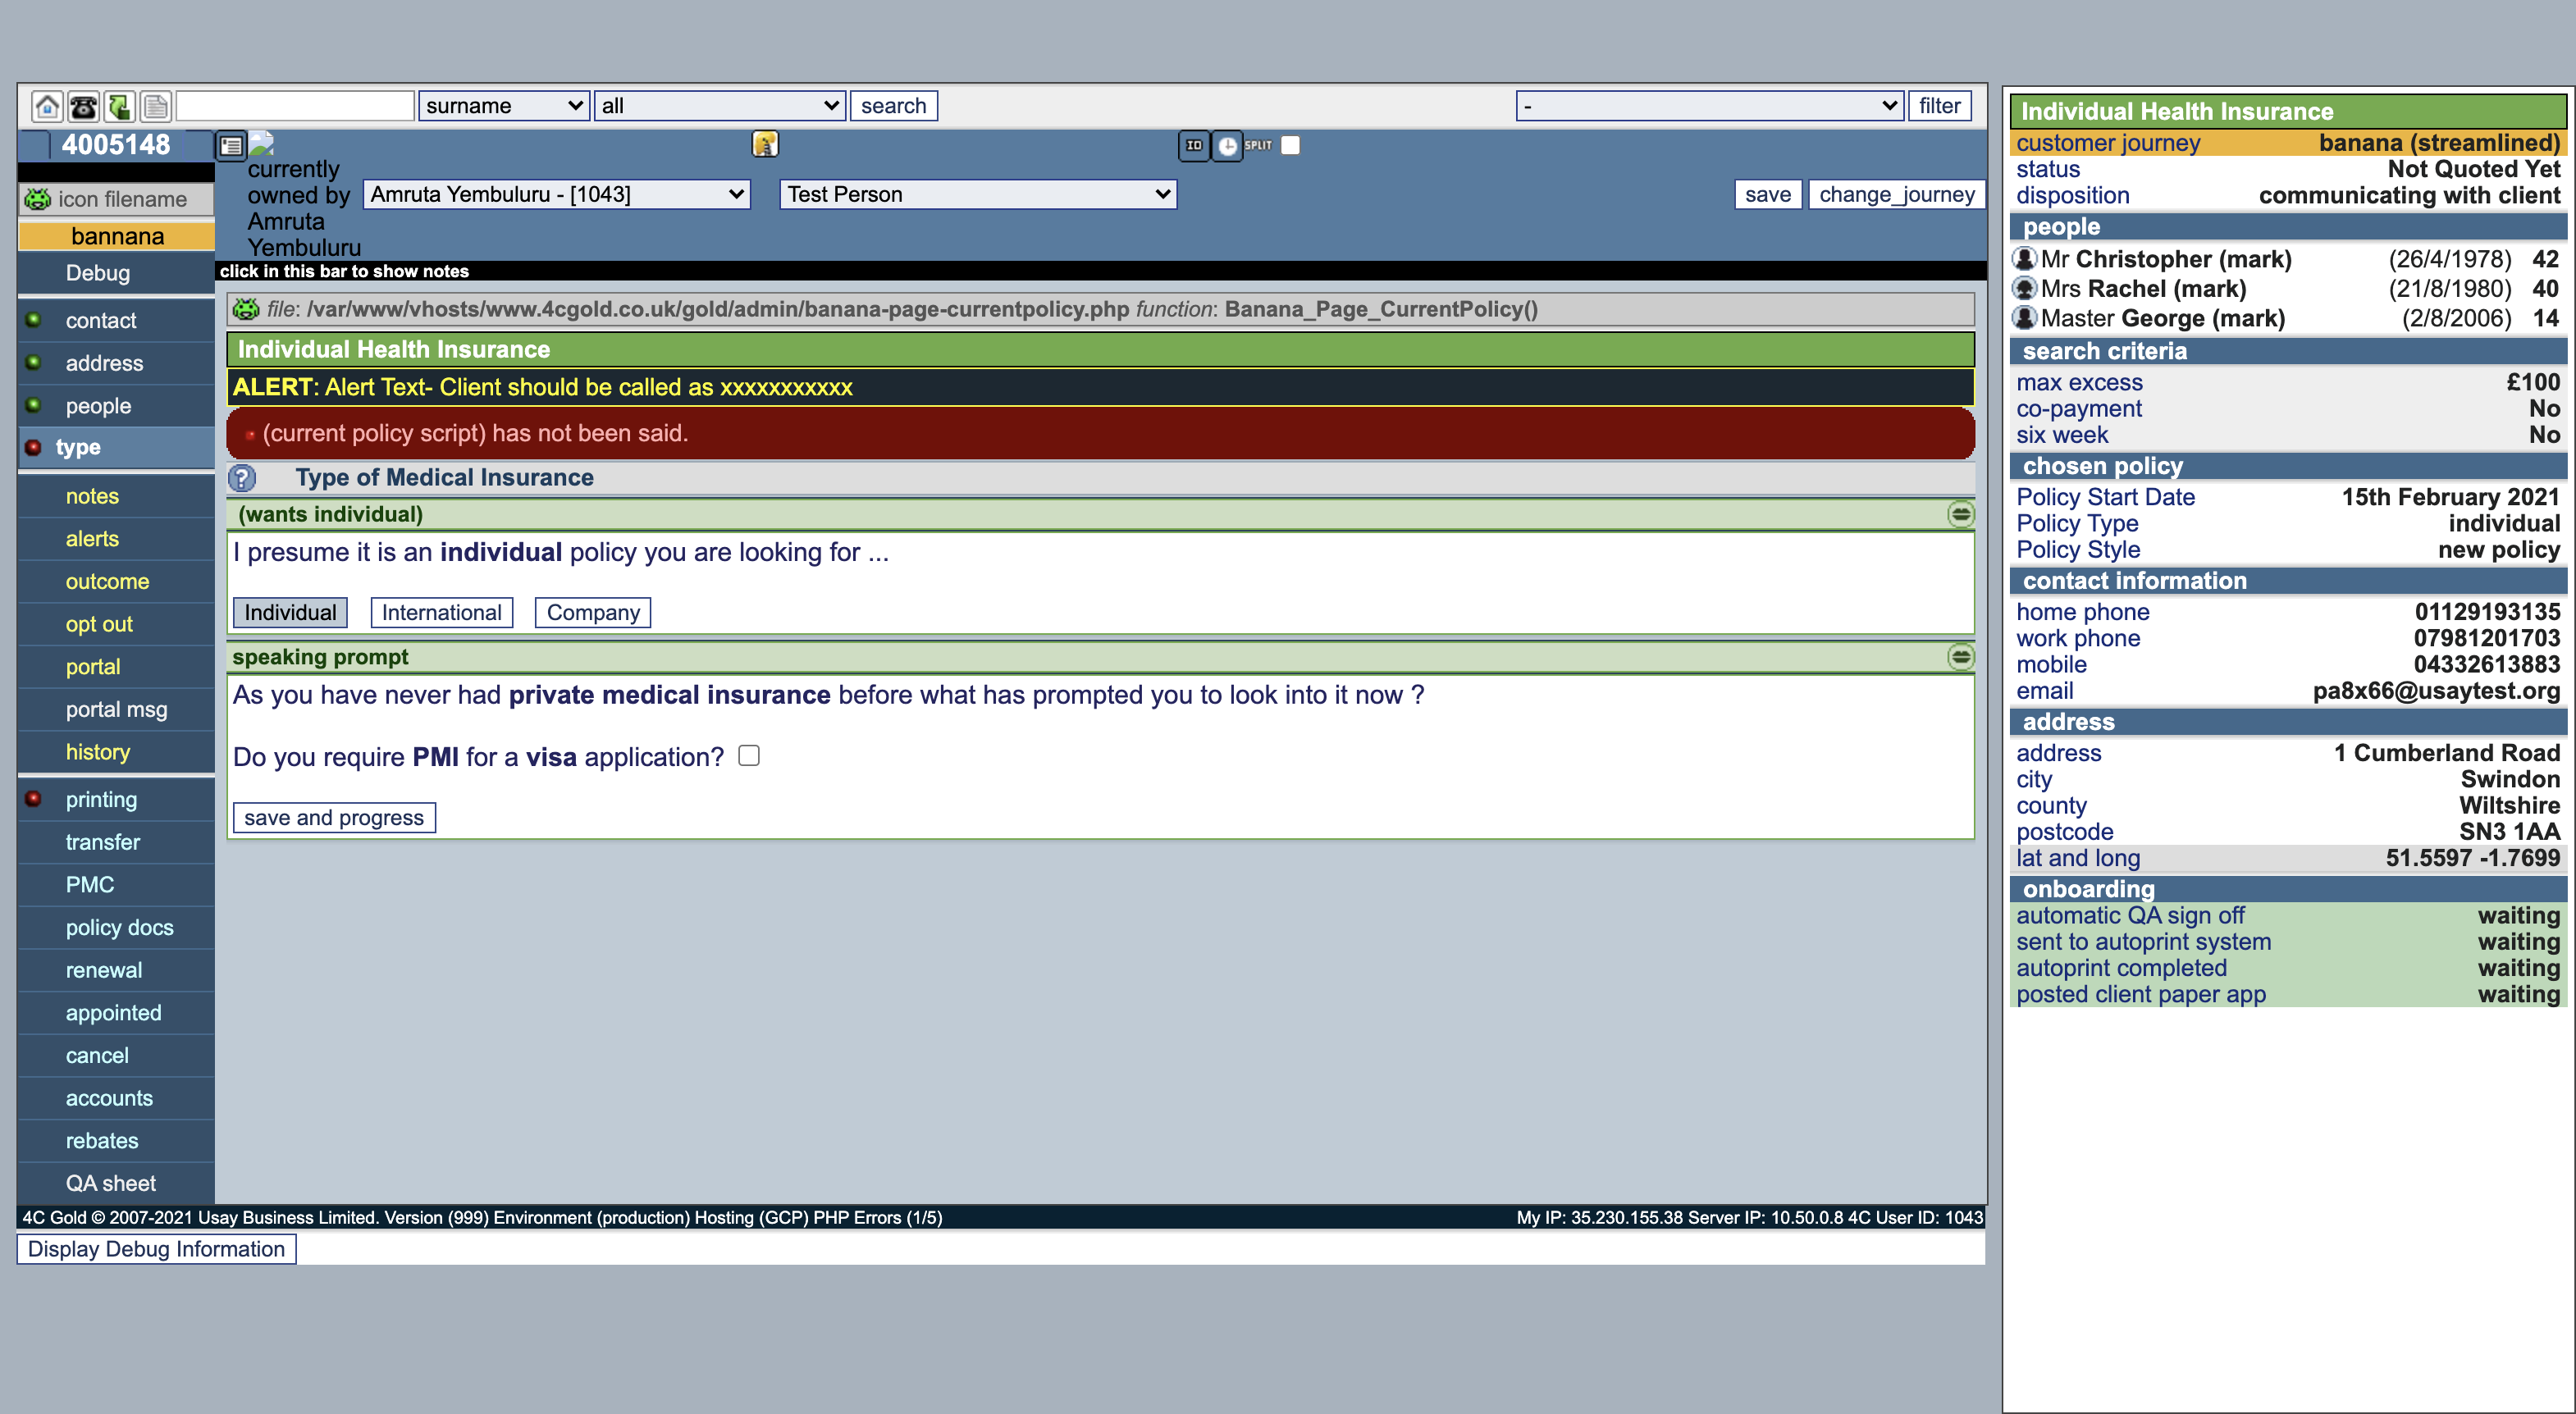 surname
all
search
-
filter
4005148
currently
owned by
Amruta
Yembuluru
Amruta Yembuluru - [1043]
Test Person
ID
SPLIT
save
change_journey
icon filename
bannana
Debug
contact
address
people
type
notes
alerts
outcome
opt out
portal
portal msg
history
printing
transfer
PMC
policy docs
renewal
appointed
cancel
accounts
rebates
QA sheet
click in this bar to show notes
file: /var/www/vhosts/www.4cgold.co.uk/gold/admin/banana-page-currentpolicy.php function: Banana_Page_CurrentPolicy()
Individual Health Insurance
ALERT: Alert Text- Client should be called as xxxxxxxxxxx
(current policy script) has not been said.
? Type of Medical Insurance
(wants individual)
I presume it is an individual policy you are looking for ...
Individual International Company
speaking prompt
As you have never had private medical insurance before what has prompted you to look into it now ?
Do you require PMI for a visa application?
save and progress
4C Gold © 2007-2021 Usay Business Limited. Version (999) Environment (production) Hosting (GCP) PHP Errors (1/5)
My IP: 35.230.155.38 Server IP: 10.50.0.8 4C User ID: 1043
Display Debug Information
Individual Health Insurance
customer journey banana (streamlined)
status Not Quoted Yet
disposition communicating with client
people
Mr Christopher (mark) (26/4/1978) 42
Mrs Rachel (mark) (21/8/1980) 40
Master George (mark) (2/8/2006) 14
search criteria
max excess £100
co-payment No
six week No
chosen policy
Policy Start Date 15th February 2021
Policy Type individual
Policy Style new policy
contact information
home phone 01129193135
work phone 07981201703
mobile 04332613883
email pa8x66@usaytest.org
address
address 1 Cumberland Road
city Swindon
county Wiltshire
postcode SN3 1AA
lat and long 51.5597 -1.7699
onboarding
automatic QA sign off waiting
sent to autoprint system waiting
autoprint completed waiting
posted client paper app waiting